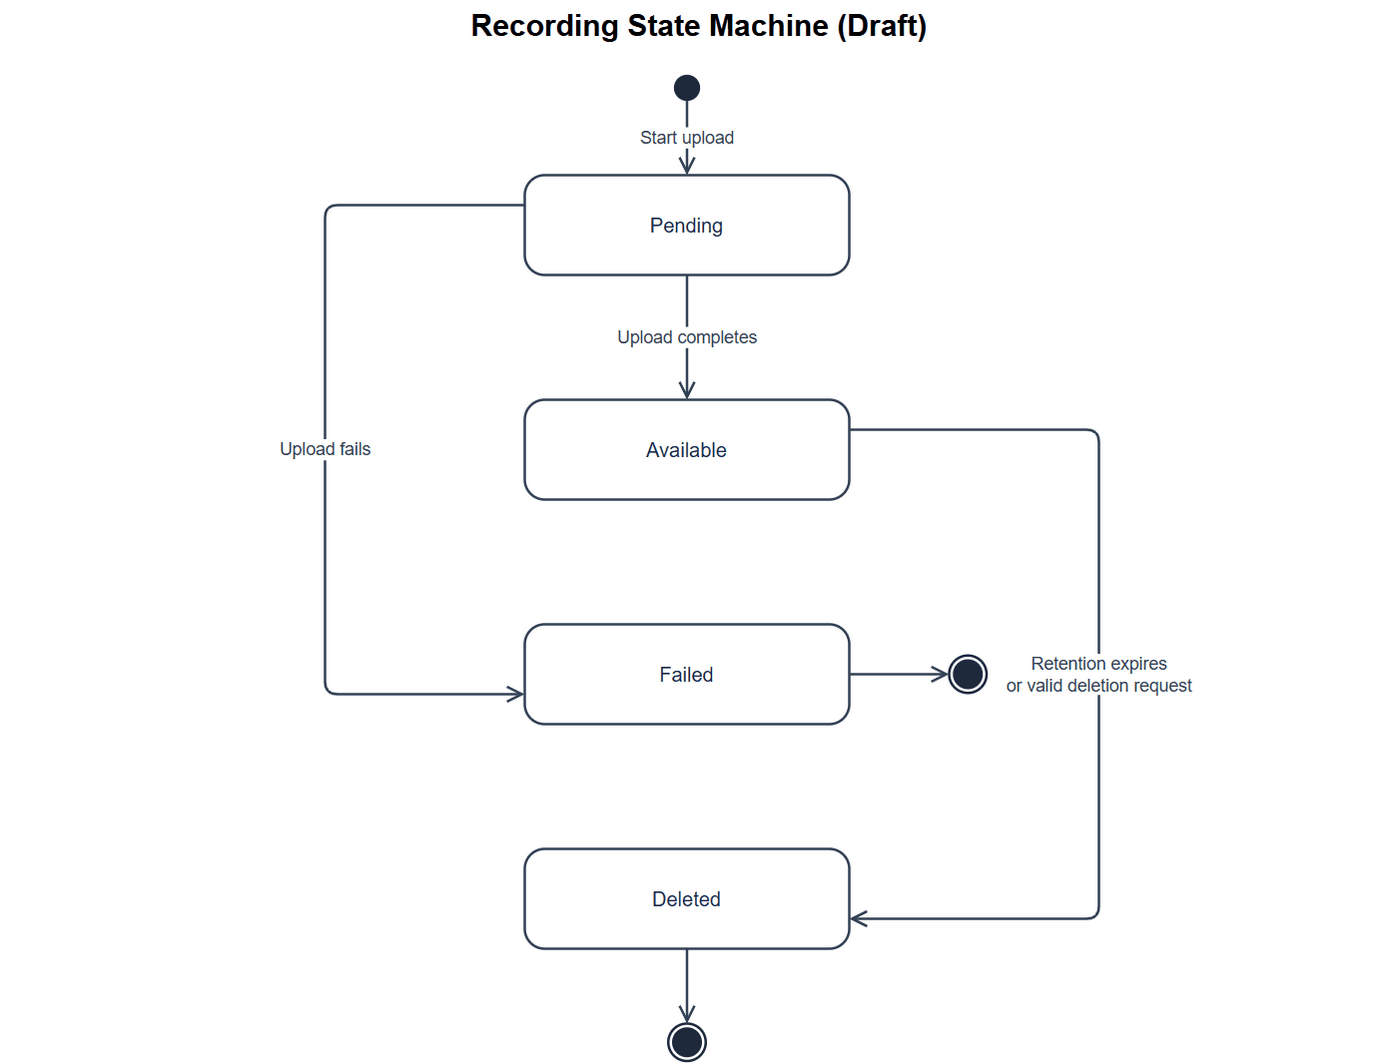 Recording State Machine (Draft)
Start upload
Pending
Upload completes
Available
Upload fails
Failed
Retention expires
or valid deletion request
Deleted